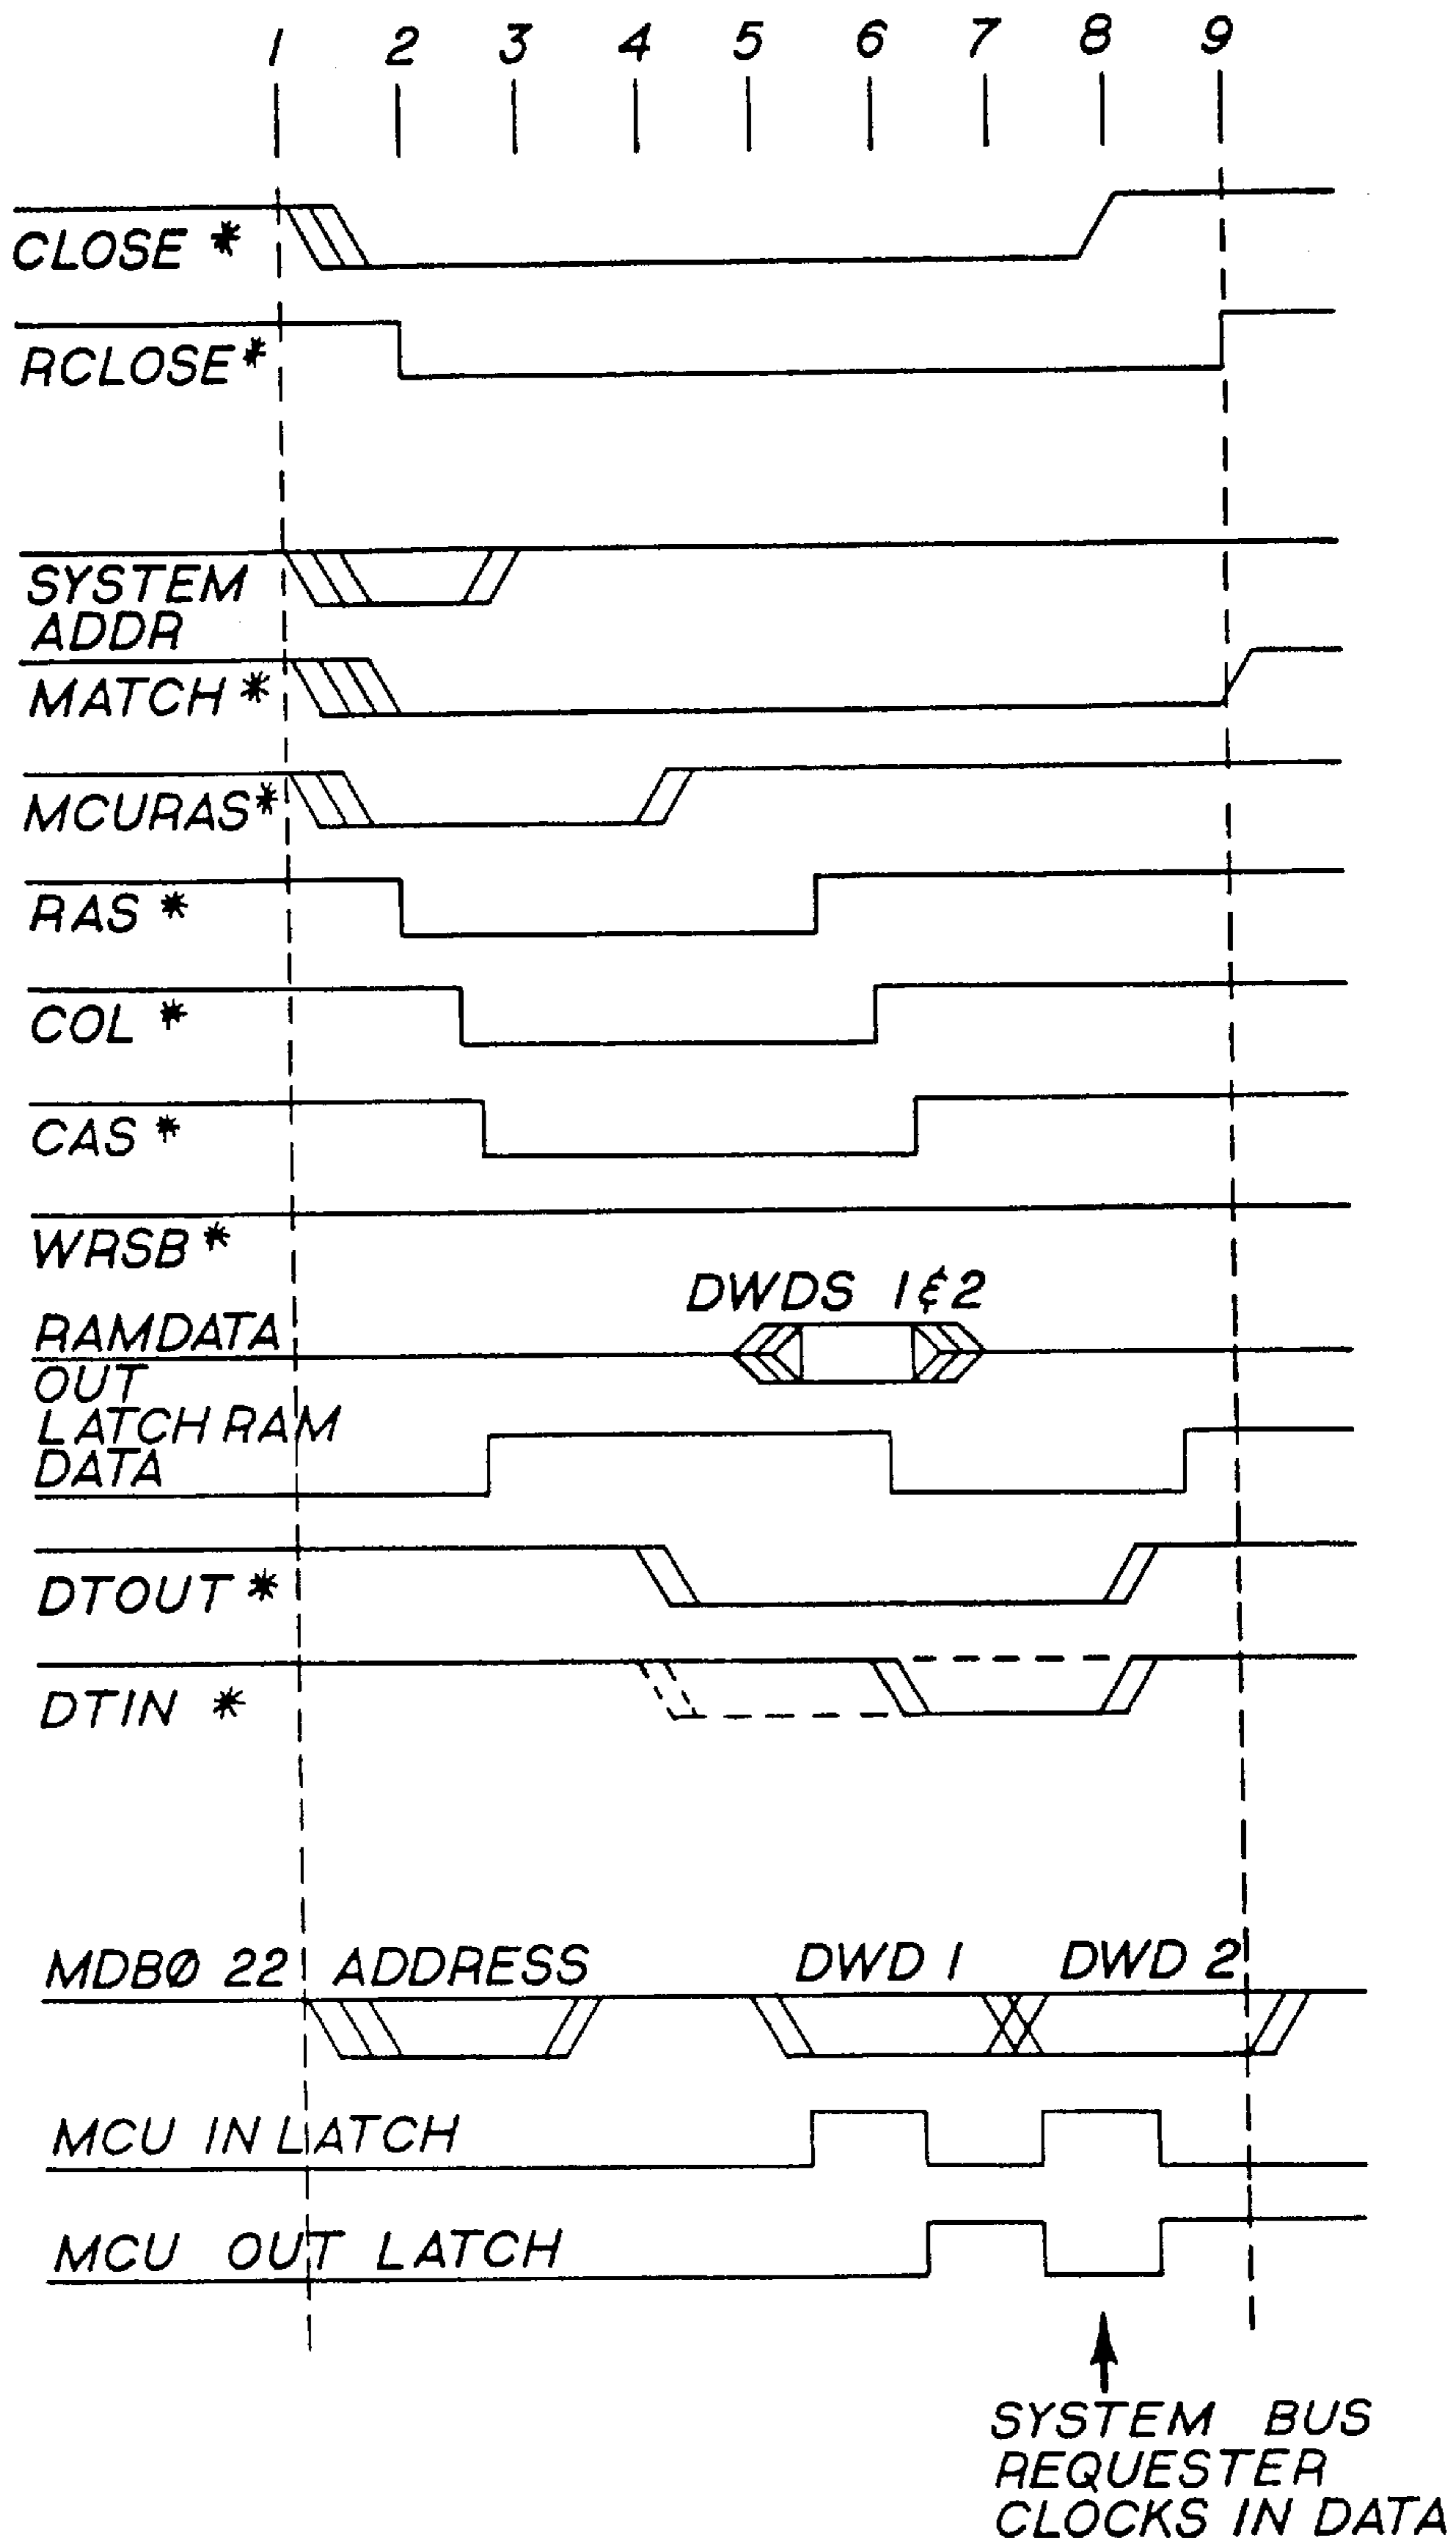 1 2 3 4 5 6 7 8 9
CLOSE *
RCLOSE*
SYSTEM
ADDR
MATCH *
MCURAS*
RAS *
COL *
CAS *
WRSB *
DWDS 1&2
RAMDATA
OUT
LATCH RAM
DATA
DTOUT *
DTIN *
MDBØ 22 ADDRESS DWD 1 DWD 2
MCU IN LATCH
MCU OUT LATCH
SYSTEM BUS
REQUESTER
CLOCKS IN DATA